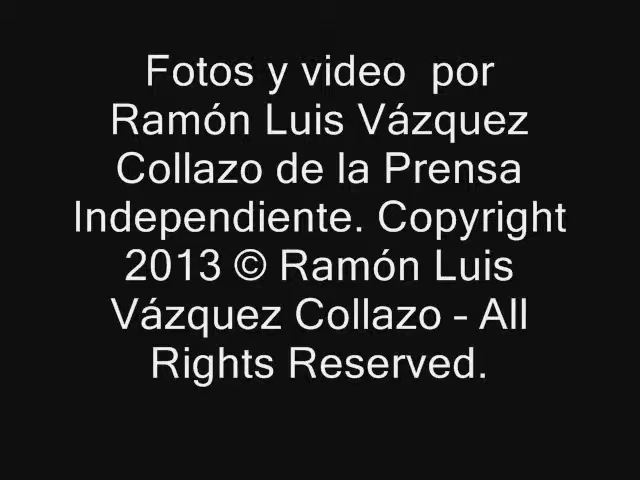 Fotos y video  por
Ramón Luis Vázquez
Collazo de la Prensa
Independiente. Copyright
2013 © Ramón Luis
Vázquez Collazo – All
Rights Reserved.